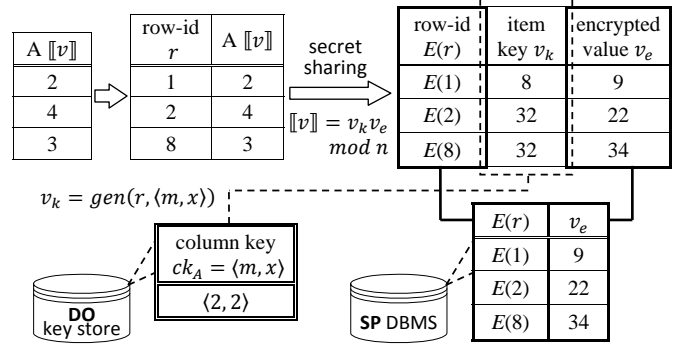 A ⟦v⟧
2
4
3
row-id r A ⟦v⟧
1 2
2 4
8 3
secret sharing
⟦v⟧ = v_k v_e mod n
row-id E(r) item key v_k encrypted value v_e
E(1) 8 9
E(2) 32 22
E(8) 32 34
v_k = gen(r, ⟨m, x⟩)
column key
ck_A = ⟨m, x⟩
⟨2, 2⟩
DO
key store
SP DBMS
E(r) v_e
E(1) 9
E(2) 22
E(8) 34